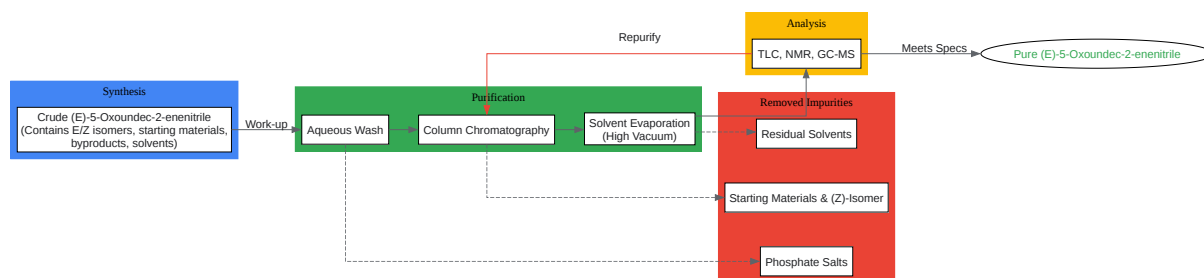 Synthesis
Crude (E)-5-Oxoundec-2-enenitrile
(Contains E/Z isomers, starting materials,
byproducts, solvents)
Work-up
Purification
Aqueous Wash
Column Chromatography
Solvent Evaporation
(High Vacuum)
Repurify
Analysis
TLC, NMR, GC-MS
Meets Specs
Pure (E)-5-Oxoundec-2-enenitrile
Removed Impurities
Residual Solvents
Starting Materials & (Z)-Isomer
Phosphate Salts